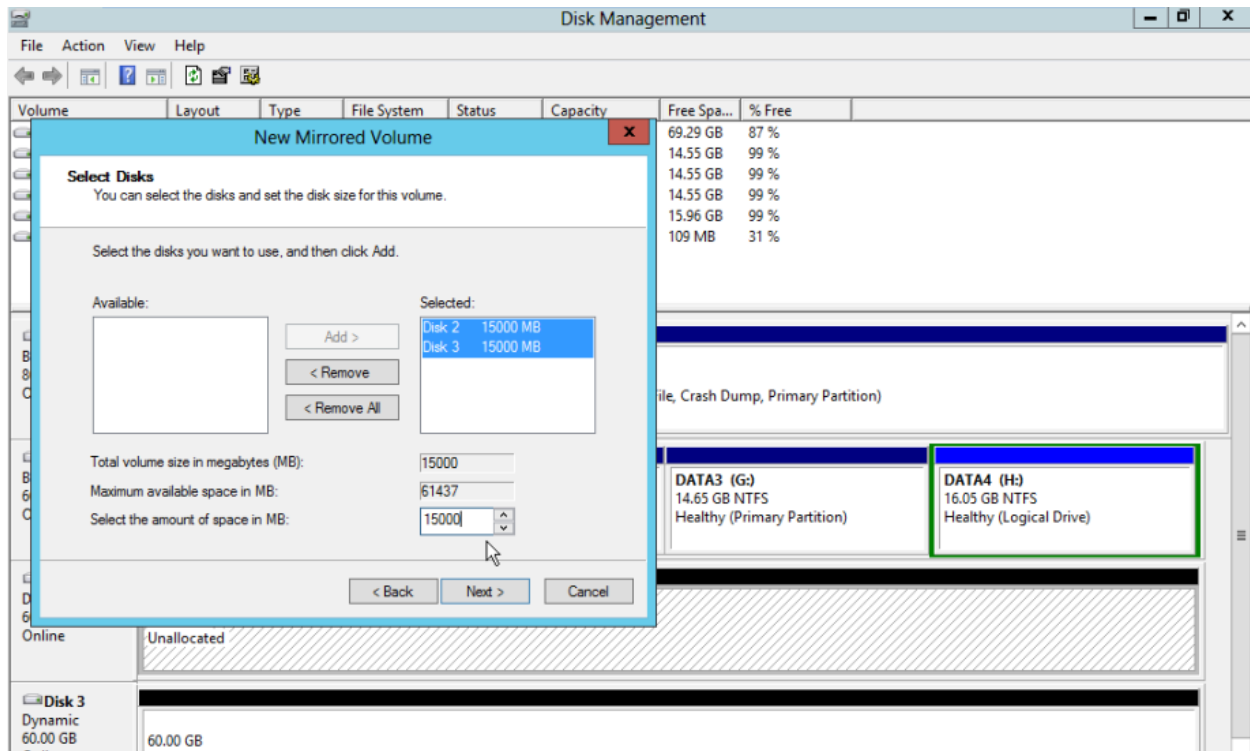 Disk Management
File Action View Help
Volume Layout Type File System Status Capacity Free Spa... % Free
69.29 GB 87 %
14.55 GB 99 %
14.55 GB 99 %
14.55 GB 99 %
15.96 GB 99 %
109 MB 31 %
New Mirrored Volume
Select Disks
You can select the disks and set the disk size for this volume.
Select the disks you want to use, and then click Add.
Available:
Selected:
Add >
< Remove
< Remove All
Disk 2 15000 MB
Disk 3 15000 MB
Total volume size in megabytes (MB): 15000
Maximum available space in MB: 61437
Select the amount of space in MB: 15000
< Back Next > Cancel
ile, Crash Dump, Primary Partition)
DATA3 (G:)
14.65 GB NTFS
Healthy (Primary Partition)
DATA4 (H:)
16.05 GB NTFS
Healthy (Logical Drive)
Online
Unallocated
Disk 3
Dynamic
60.00 GB
60.00 GB